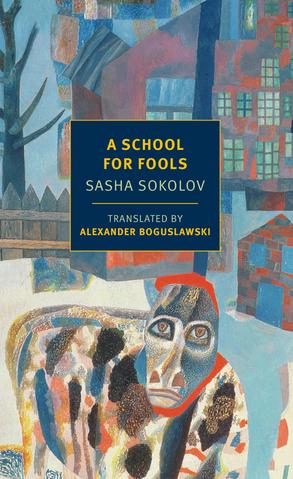 A SCHOOL
FOR FOOLS
SASHA SOKOLOV
TRANSLATED BY
ALEXANDER BOGUSLAWSKI